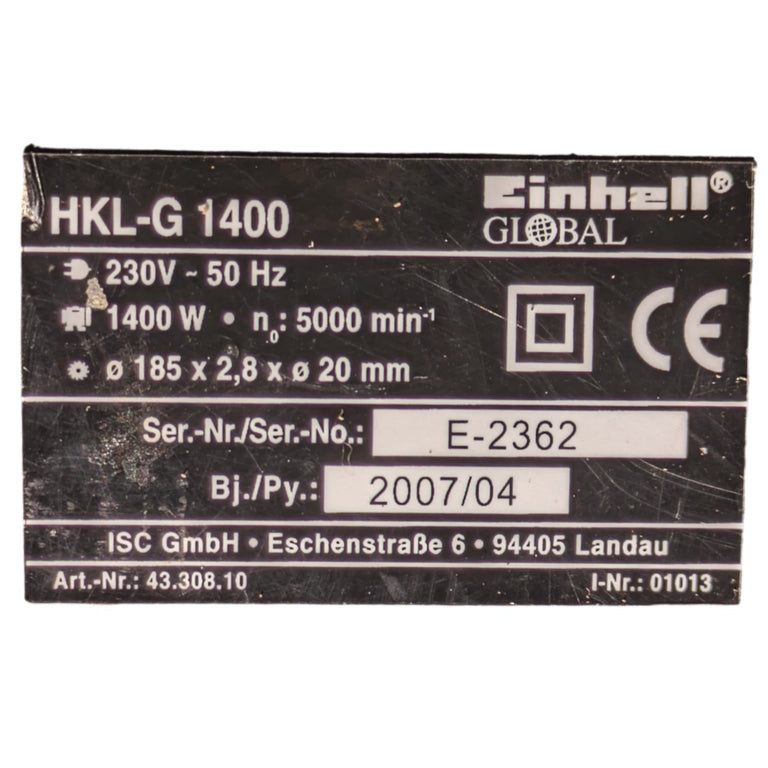 HKL-G 1400
Einhell®
GLOBAL
230V ~ 50 Hz
1400 W • n₀: 5000 min⁻¹
ø 185 x 2,8 x ø 20 mm
CE
Ser.-Nr./Ser.-No.: E-2362
Bj./Py.: 2007/04
ISC GmbH • Eschenstraße 6 • 94405 Landau
Art.-Nr.: 43.308.10 I-Nr.: 01013